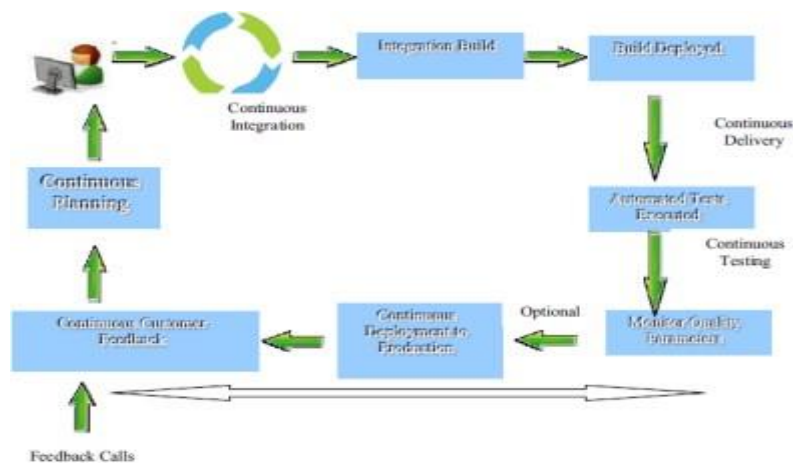 Integration Build
Build Deployed
Continuous
Integration
Continuous
Delivery
Continuous
Planning
Automated Tests
Executed
Continuous
Testing
Optional
Continuous Customer
Feedback
Continuous
Deployment to
Production
Monitor Quality
Parameters
Feedback Calls